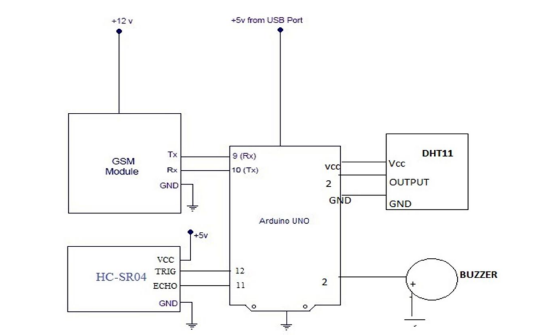 +12 v
+5v from USB Port
GSM
Module
Tx
Rx
GND
9 (Rx)
10 (Tx)
Arduino UNO
vcc
2
GND
DHT11
Vcc
OUTPUT
GND
+5v
HC-SR04
VCC
TRIG
ECHO
GND
12
11
2
+
BUZZER